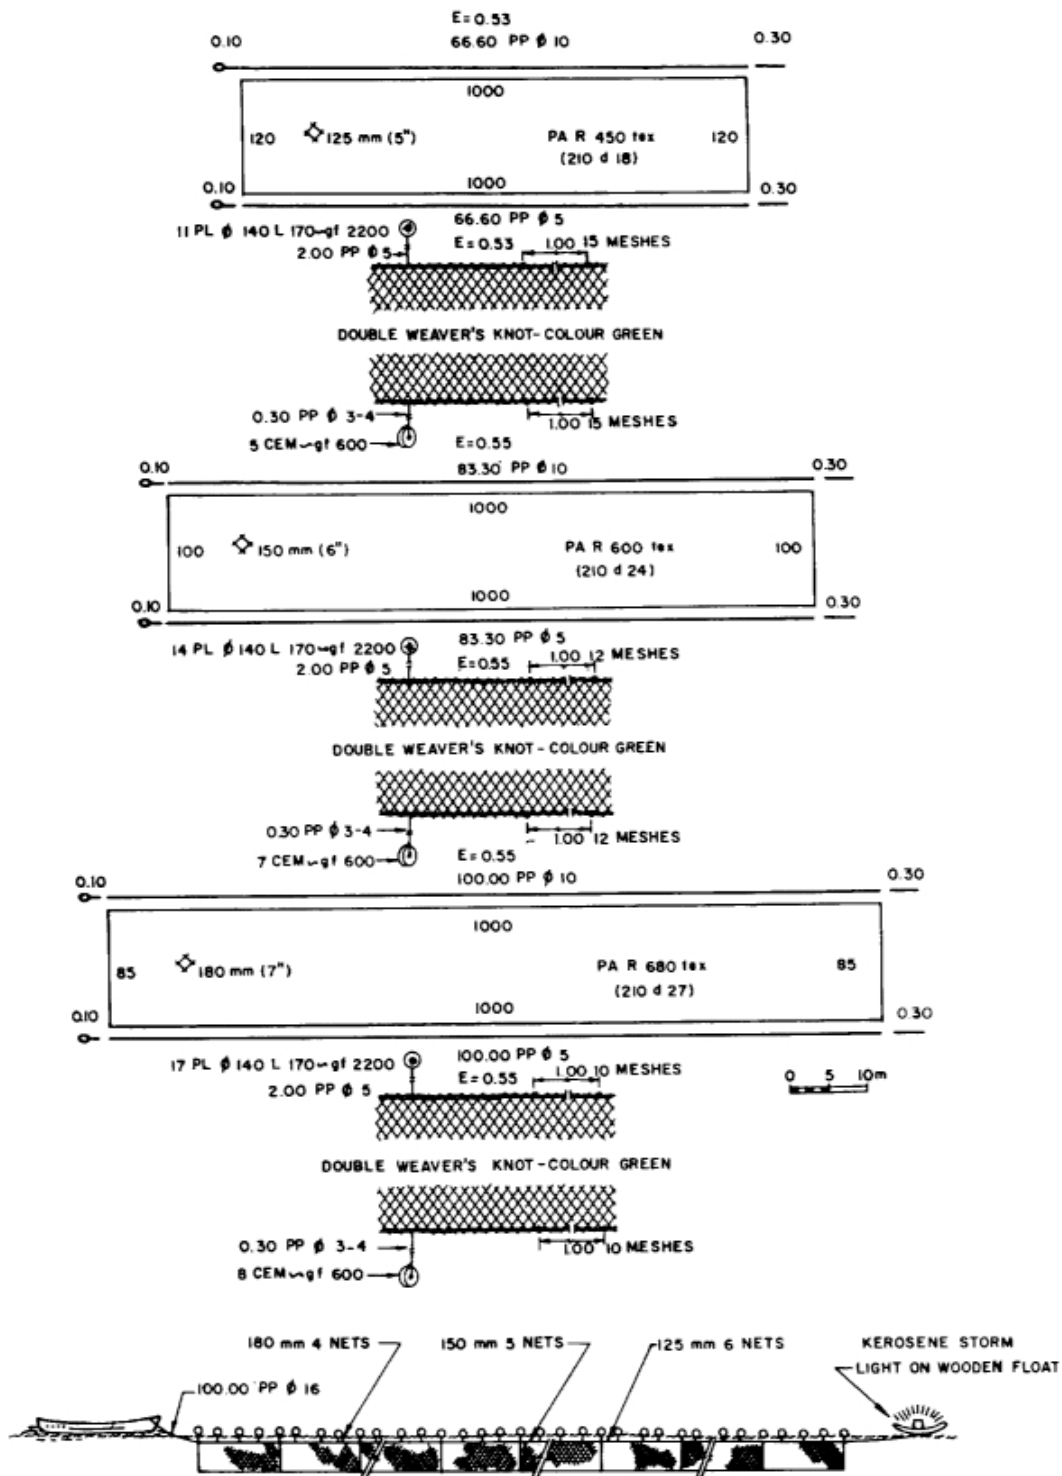 E=0.53
0.10 66.60 PP ϕ 10 0.30
1000
120 125 mm (5") PA R 450 tex 120
(210 d 18)
1000
0.10 0.30
66.60 PP ϕ 5
11 PL ϕ 140 L 170~gf 2200
E=0.53 1.00 15 MESHES
2.00 PP ϕ 5
DOUBLE WEAVER'S KNOT-COLOUR GREEN
0.30 PP ϕ 3-4
1.00 15 MESHES
5 CEM~gf 600
E=0.55
0.10 83.30 PP ϕ 10 0.30
1000
100 150 mm (6") PA R 600 tex 100
(210 d 24)
1000
0.10 0.30
83.30 PP ϕ 5
14 PL ϕ 140 L 170~gf 2200
1.00 12 MESHES
2.00 PP ϕ 5 E=0.55
DOUBLE WEAVER'S KNOT-COLOUR GREEN
0.30 PP ϕ 3-4
1.00 12 MESHES
7 CEM~gf 600
E=0.55
0.10 100.00 PP ϕ 10 0.30
1000
85 180 mm (7") PA R 680 tex 85
(210 d 27)
1000
0.10 0.30
100.00 PP ϕ 5
17 PL ϕ 140 L 170~gf 2200
E=0.55 1.00 10 MESHES
2.00 PP ϕ 5
0 5 10m
DOUBLE WEAVER'S KNOT-COLOUR GREEN
0.30 PP ϕ 3-4
1.00 10 MESHES
8 CEM~gf 600
180 mm 4 NETS 150 mm 5 NETS 125 mm 6 NETS KEROSENE STORM
LIGHT ON WOODEN FLOAT
100.00 PP ϕ 16